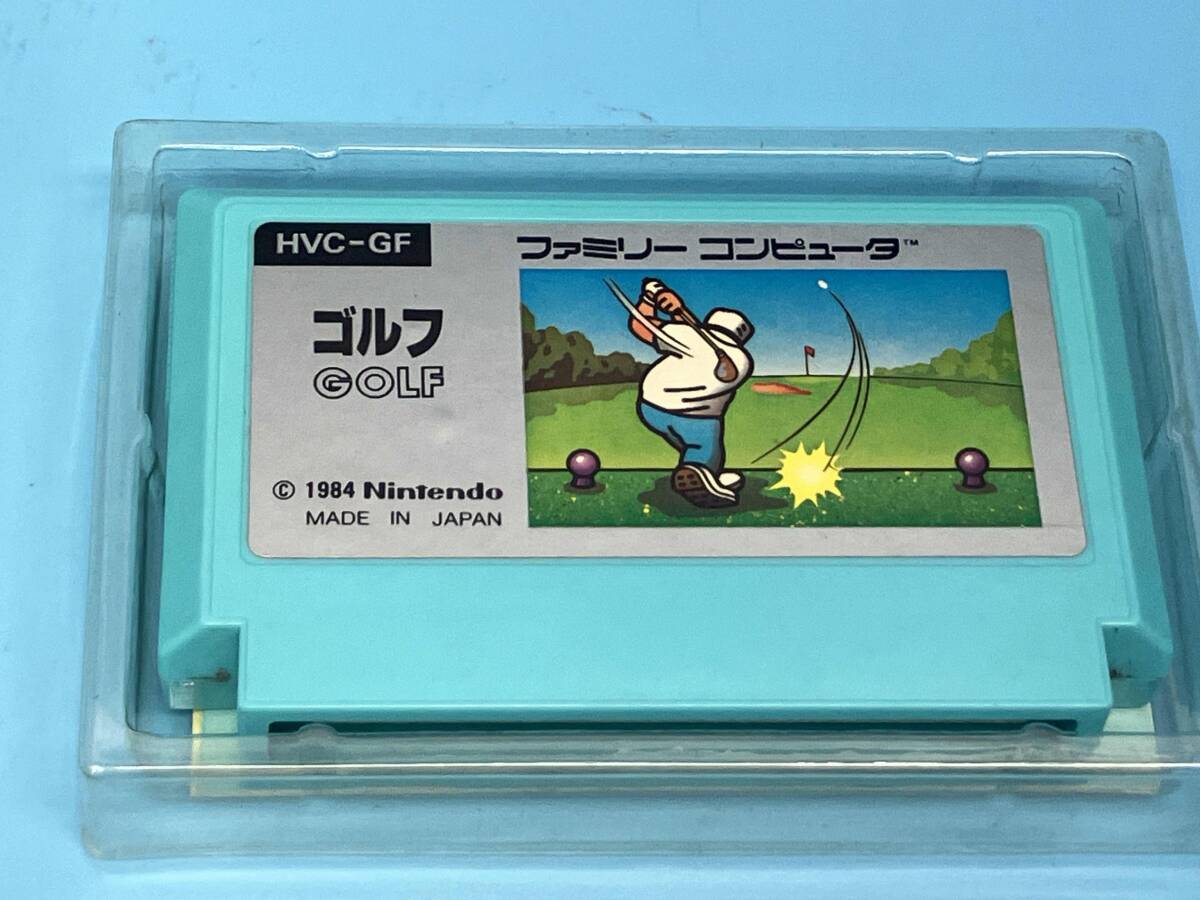 HVC-GF
ファミリー コンピュータ™
ゴルフ
GOLF
© 1984 Nintendo
MADE IN JAPAN